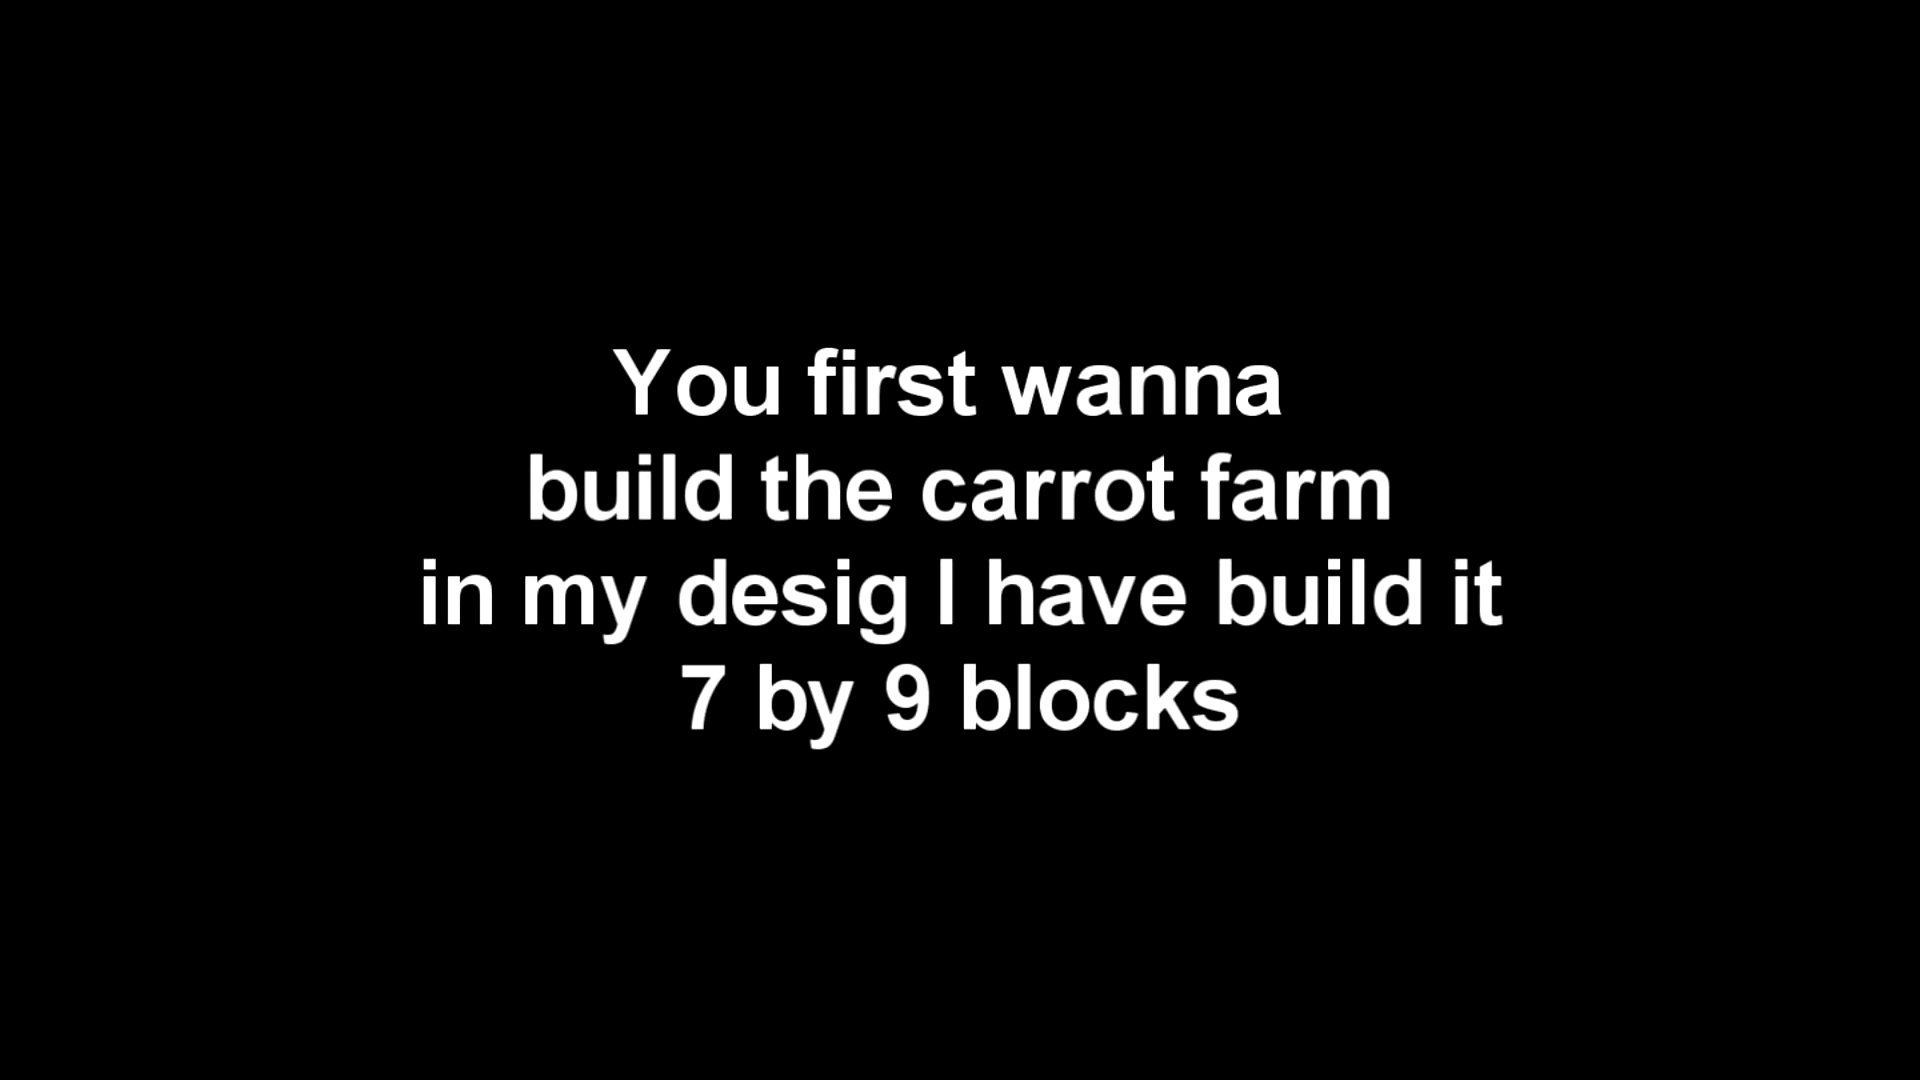 You first wanna
build the carrot farm
in my desig I have build it
7 by 9 blocks